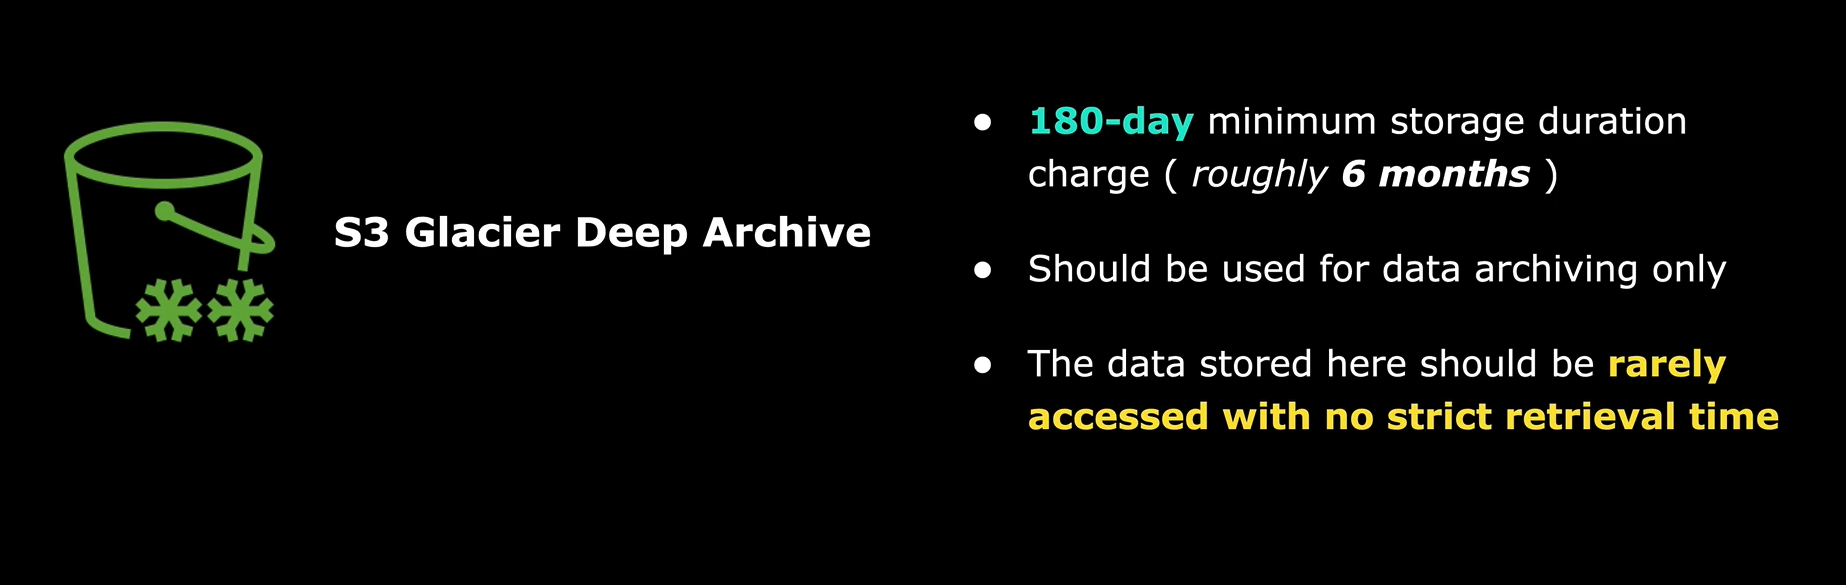 S3 Glacier Deep Archive
● 180-day minimum storage duration
charge ( roughly 6 months )
● Should be used for data archiving only
● The data stored here should be rarely
accessed with no strict retrieval time